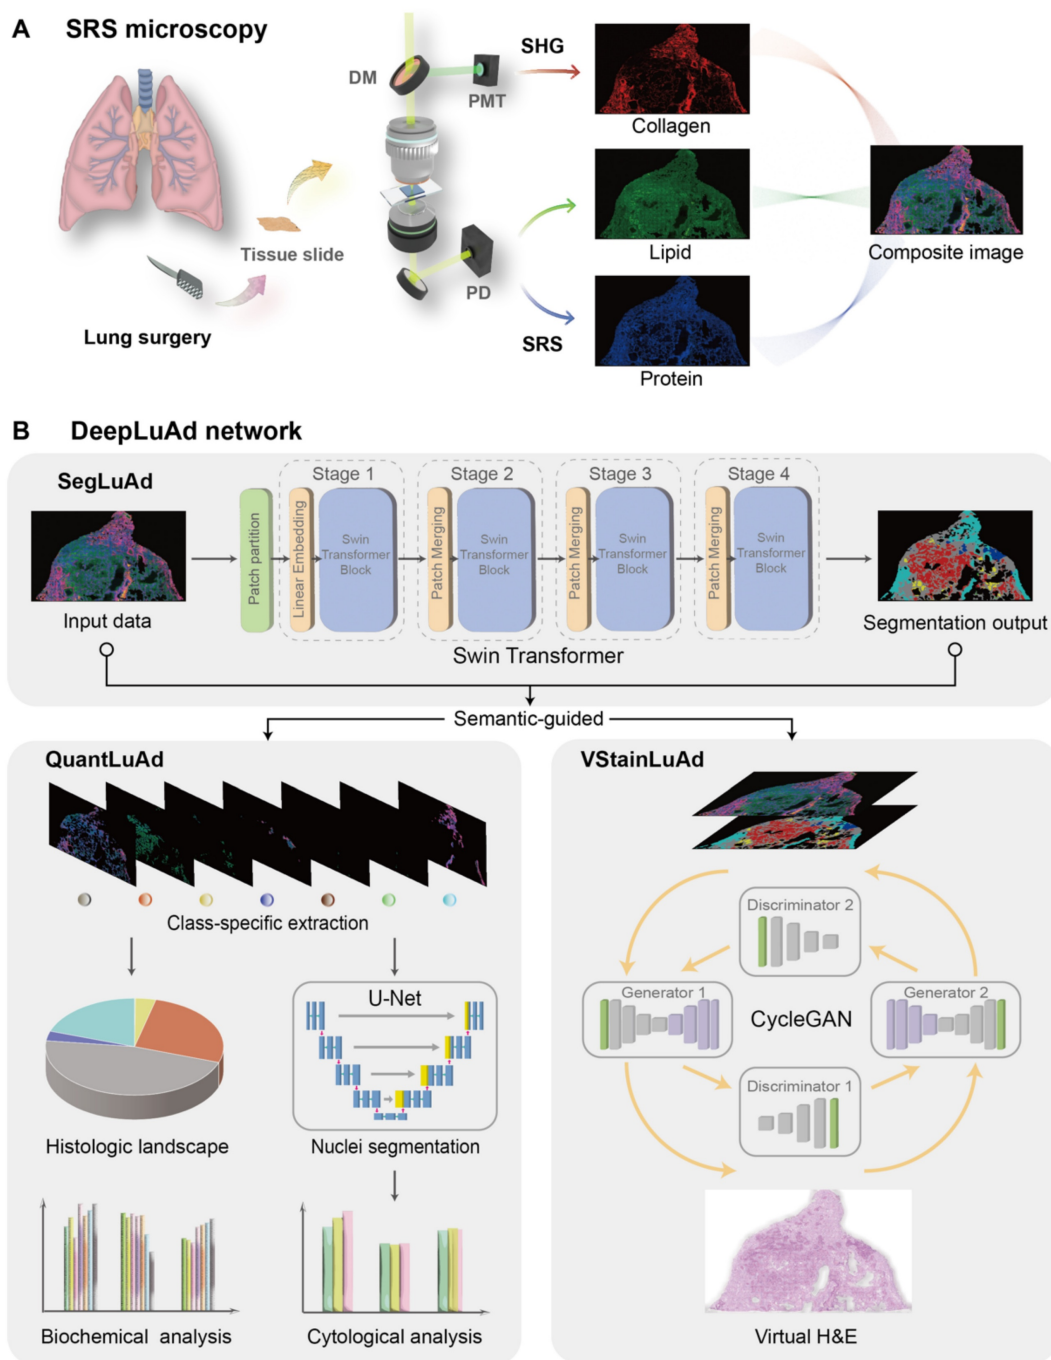 A SRS microscopy
DM
PMT
SHG
Collagen
Tissue slide
Lung surgery
PD
SRS
Lipid
Protein
Composite image
B DeepLuAd network
SegLuAd
Input data
Patch partition
Stage 1
Linear Embedding
Swin
Transformer
Block
Stage 2
Patch Merging
Swin
Transformer
Block
Stage 3
Patch Merging
Swin
Transformer
Block
Stage 4
Patch Merging
Swin
Transformer
Block
Swin Transformer
Segmentation output
Semantic-guided
QuantLuAd
Class-specific extraction
Histologic landscape
U-Net
Nuclei segmentation
Biochemical analysis
Cytological analysis
VStainLuAd
Discriminator 2
Generator 1
CycleGAN
Generator 2
Discriminator 1
Virtual H&E